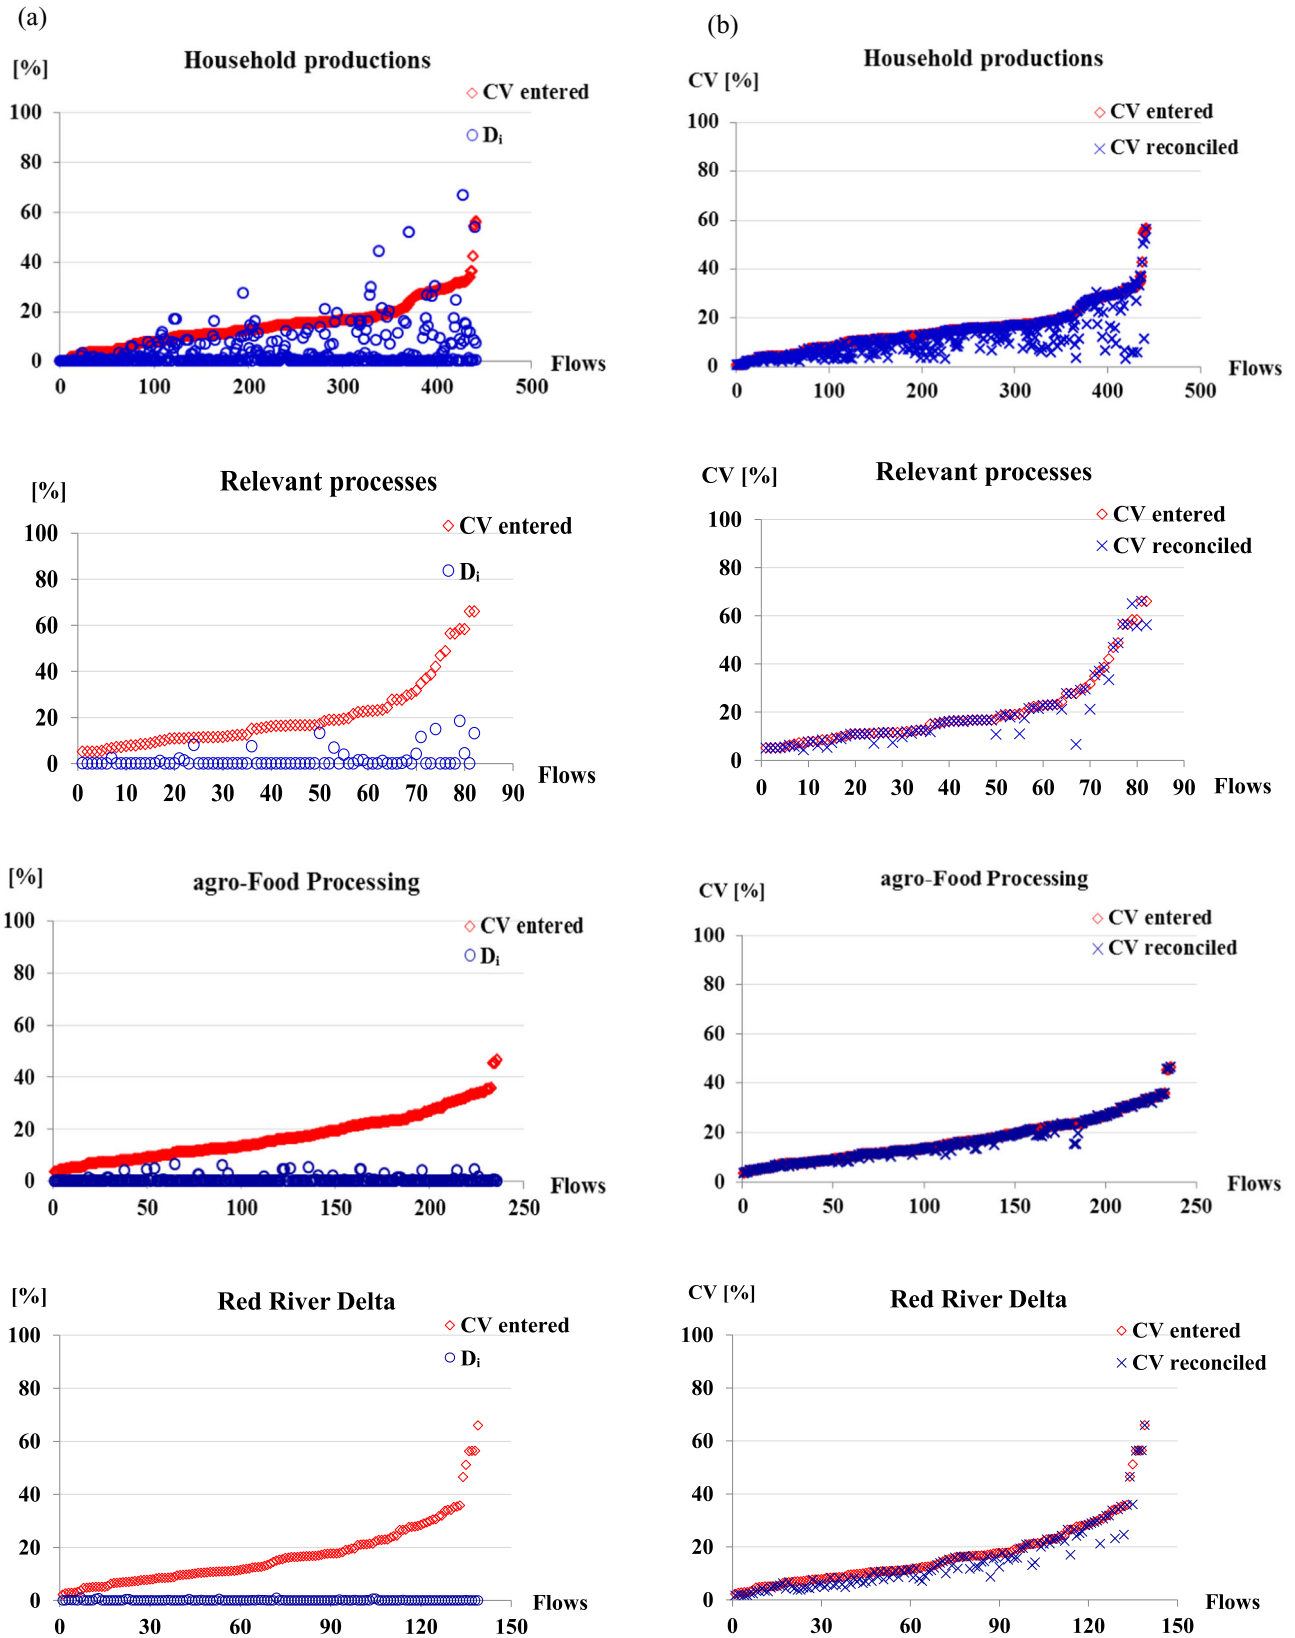 (a)
Household productions
[%]
CV entered
Di
100
80
60
40
20
0
0 100 200 300 400 500
Flows
(b)
Household productions
CV [%]
CV entered
CV reconciled
100
80
60
40
20
0
0 100 200 300 400 500
Flows
Relevant processes
[%]
CV entered
Di
100
80
60
40
20
0
0 10 20 30 40 50 60 70 80 90
Flows
Relevant processes
CV [%]
CV entered
CV reconciled
100
80
60
40
20
0
0 10 20 30 40 50 60 70 80 90
Flows
agro-Food Processing
[%]
CV entered
Di
100
80
60
40
20
0
0 50 100 150 200 250
Flows
agro-Food Processing
CV [%]
CV entered
CV reconciled
100
80
60
40
20
0
0 50 100 150 200 250
Flows
Red River Delta
[%]
CV entered
Di
100
80
60
40
20
0
0 30 60 90 120 150
Flows
Red River Delta
CV [%]
CV entered
CV reconciled
100
80
60
40
20
0
0 30 60 90 120 150
Flows